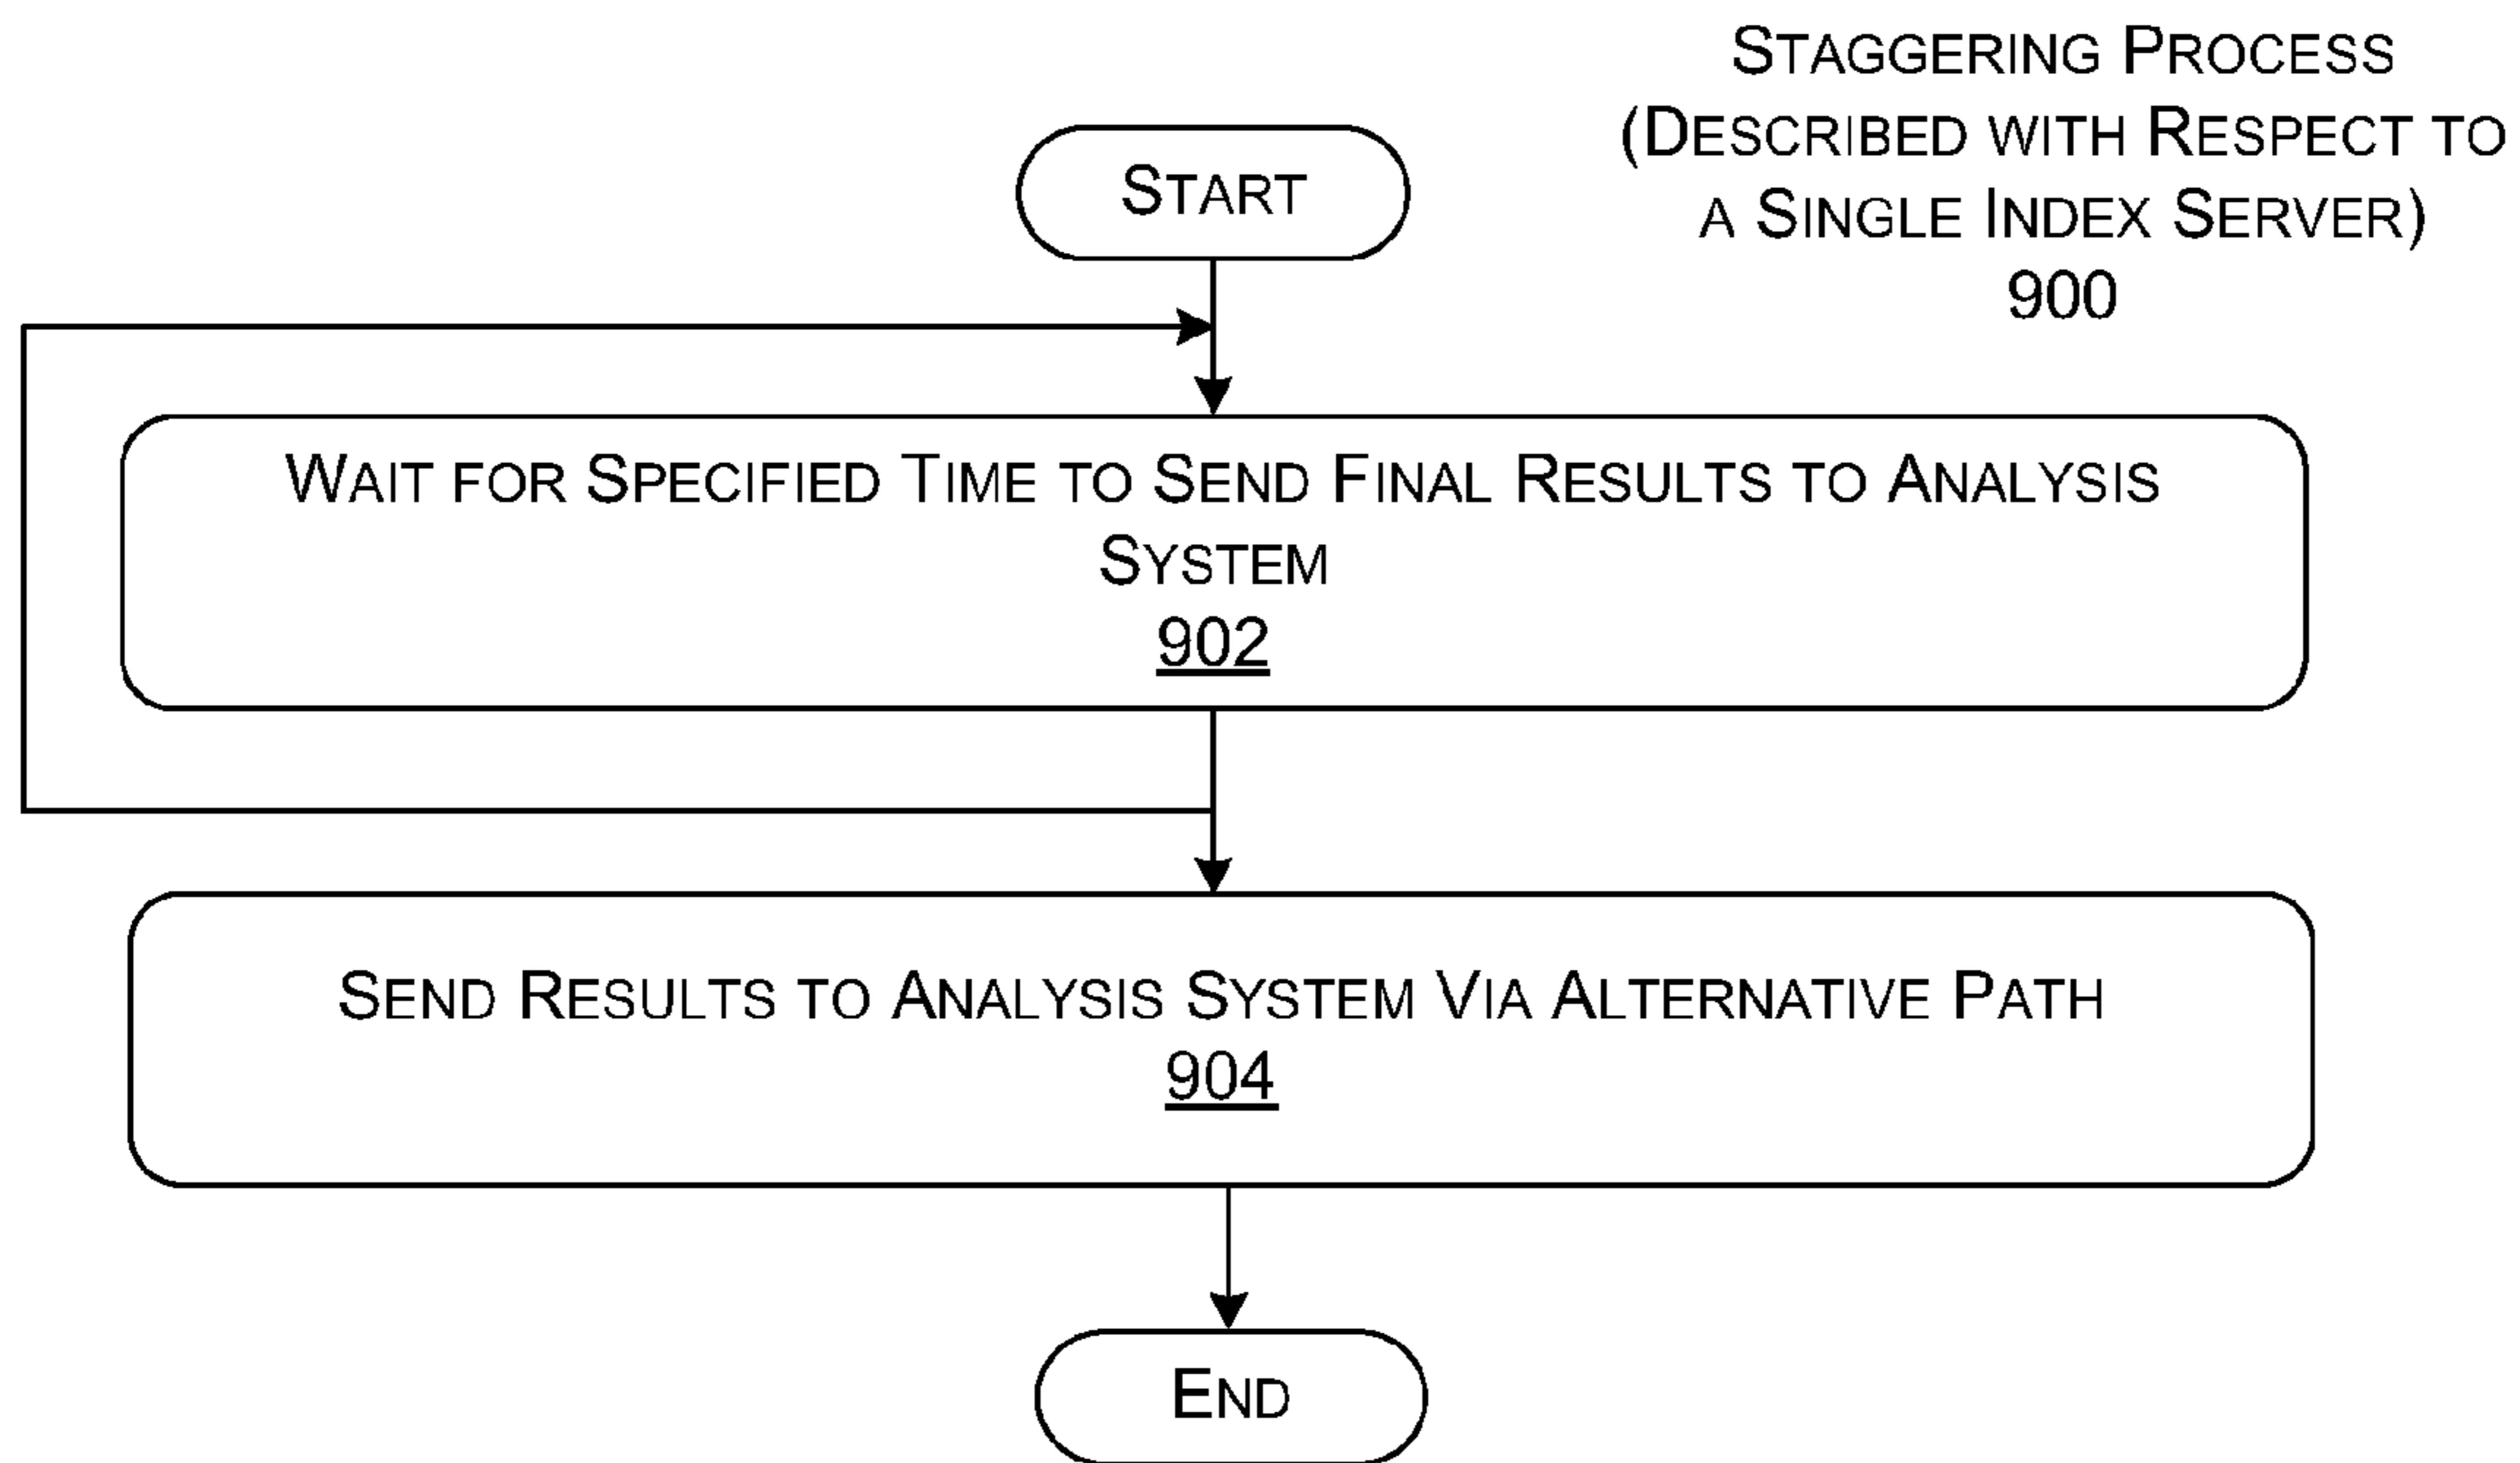 STAGGERING PROCESS
(DESCRIBED WITH RESPECT TO
A SINGLE INDEX SERVER)
900
START
WAIT FOR SPECIFIED TIME TO SEND FINAL RESULTS TO ANALYSIS
SYSTEM
902
SEND RESULTS TO ANALYSIS SYSTEM VIA ALTERNATIVE PATH
904
END